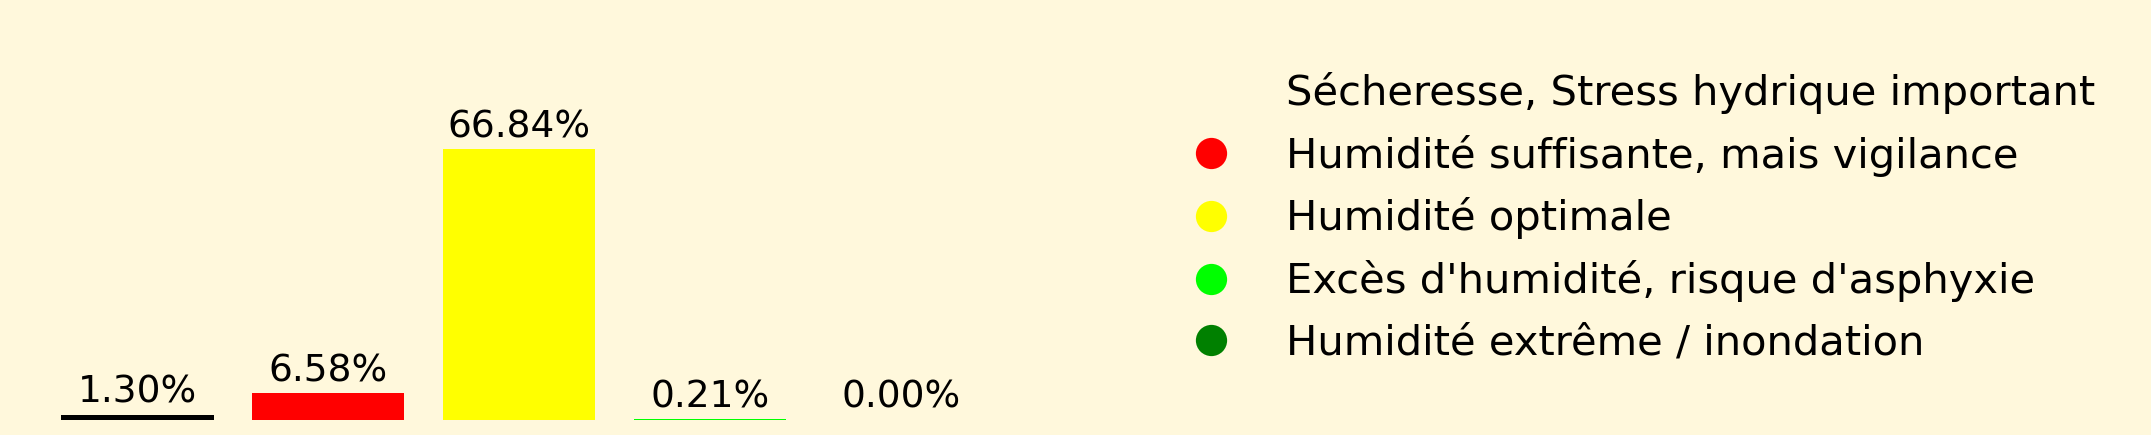 66.84%
6.58%
1.30%
0.21%
0.00%
Sécheresse, Stress hydrique important
Humidité suffisante, mais vigilance
Humidité optimale
Excès d'humidité, risque d'asphyxie
Humidité extrême / inondation